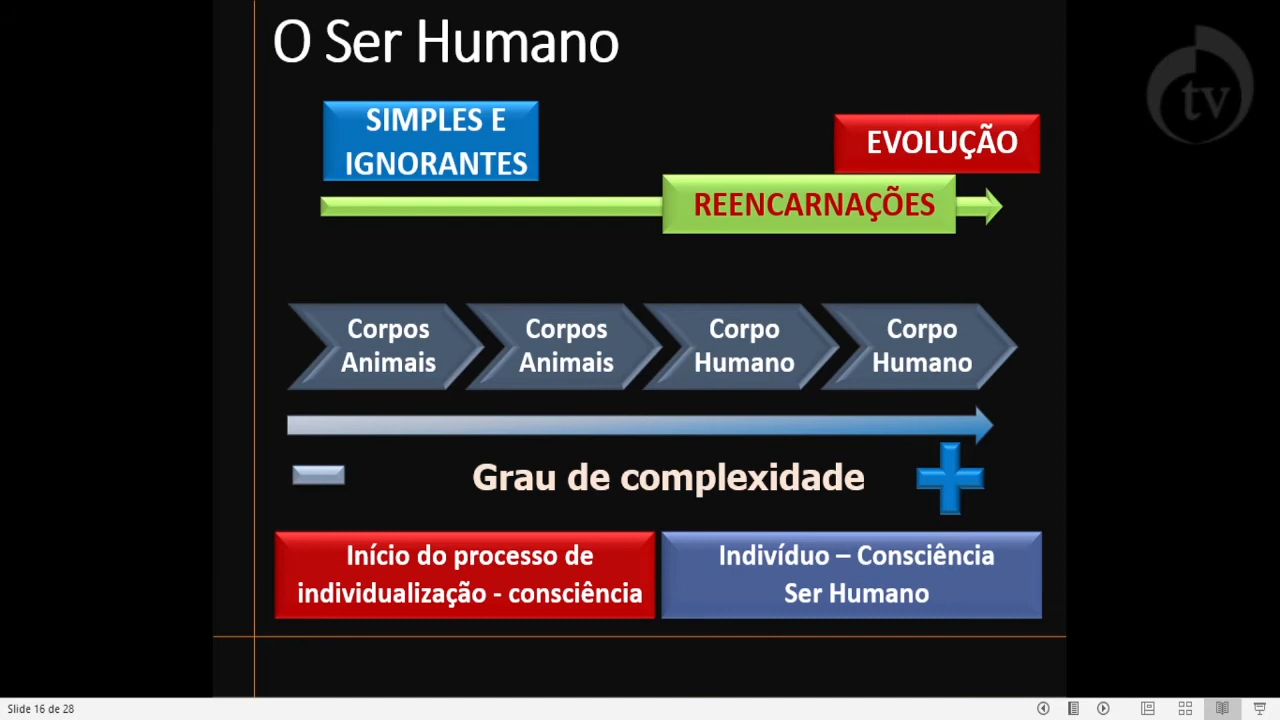 O Ser Humano
tv
SIMPLES E
IGNORANTES
EVOLUÇÃO
REENCARNAÇÕES
Corpos
Animais
Corpos
Animais
Corpo
Humano
Corpo
Humano
Grau de complexidade
Início do processo de
individualização - consciência
Indivíduo – Consciência
Ser Humano
Slide 16 de 28